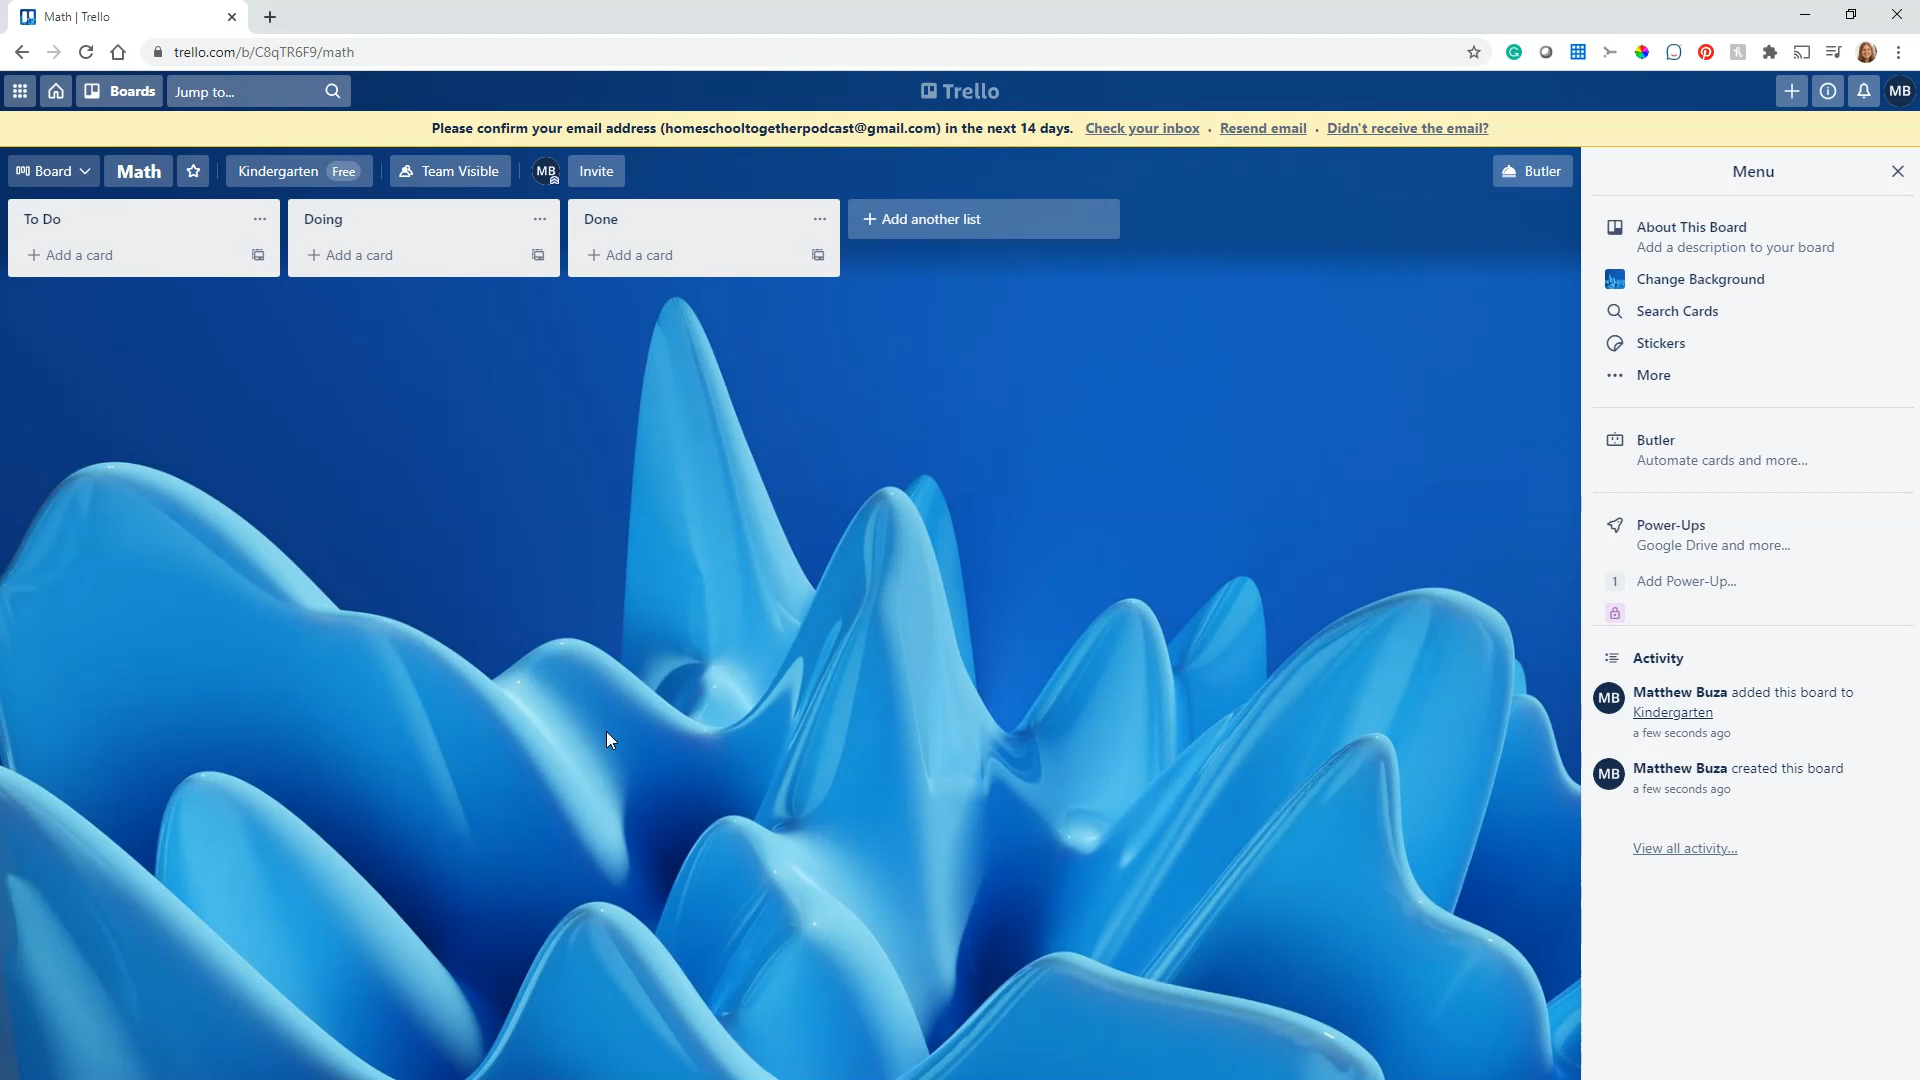 Math | Trello
trello.com/b/C8qTR6F9/math
Boards
Jump to...
Trello
MB
Please confirm your email address (homeschooltogetherpodcast@gmail.com) in the next 14 days. Check your inbox · Resend email · Didn't receive the email?
Board
Math
Kindergarten Free
Team Visible
MB
Invite
Butler
To Do
Add a card
Doing
Add a card
Done
Add a card
Add another list
Menu
About This Board
Add a description to your board
Change Background
Search Cards
Stickers
More
Butler
Automate cards and more...
Power-Ups
Google Drive and more...
1 Add Power-Up...
Activity
MB Matthew Buza added this board to
Kindergarten
a few seconds ago
MB Matthew Buza created this board
a few seconds ago
View all activity...